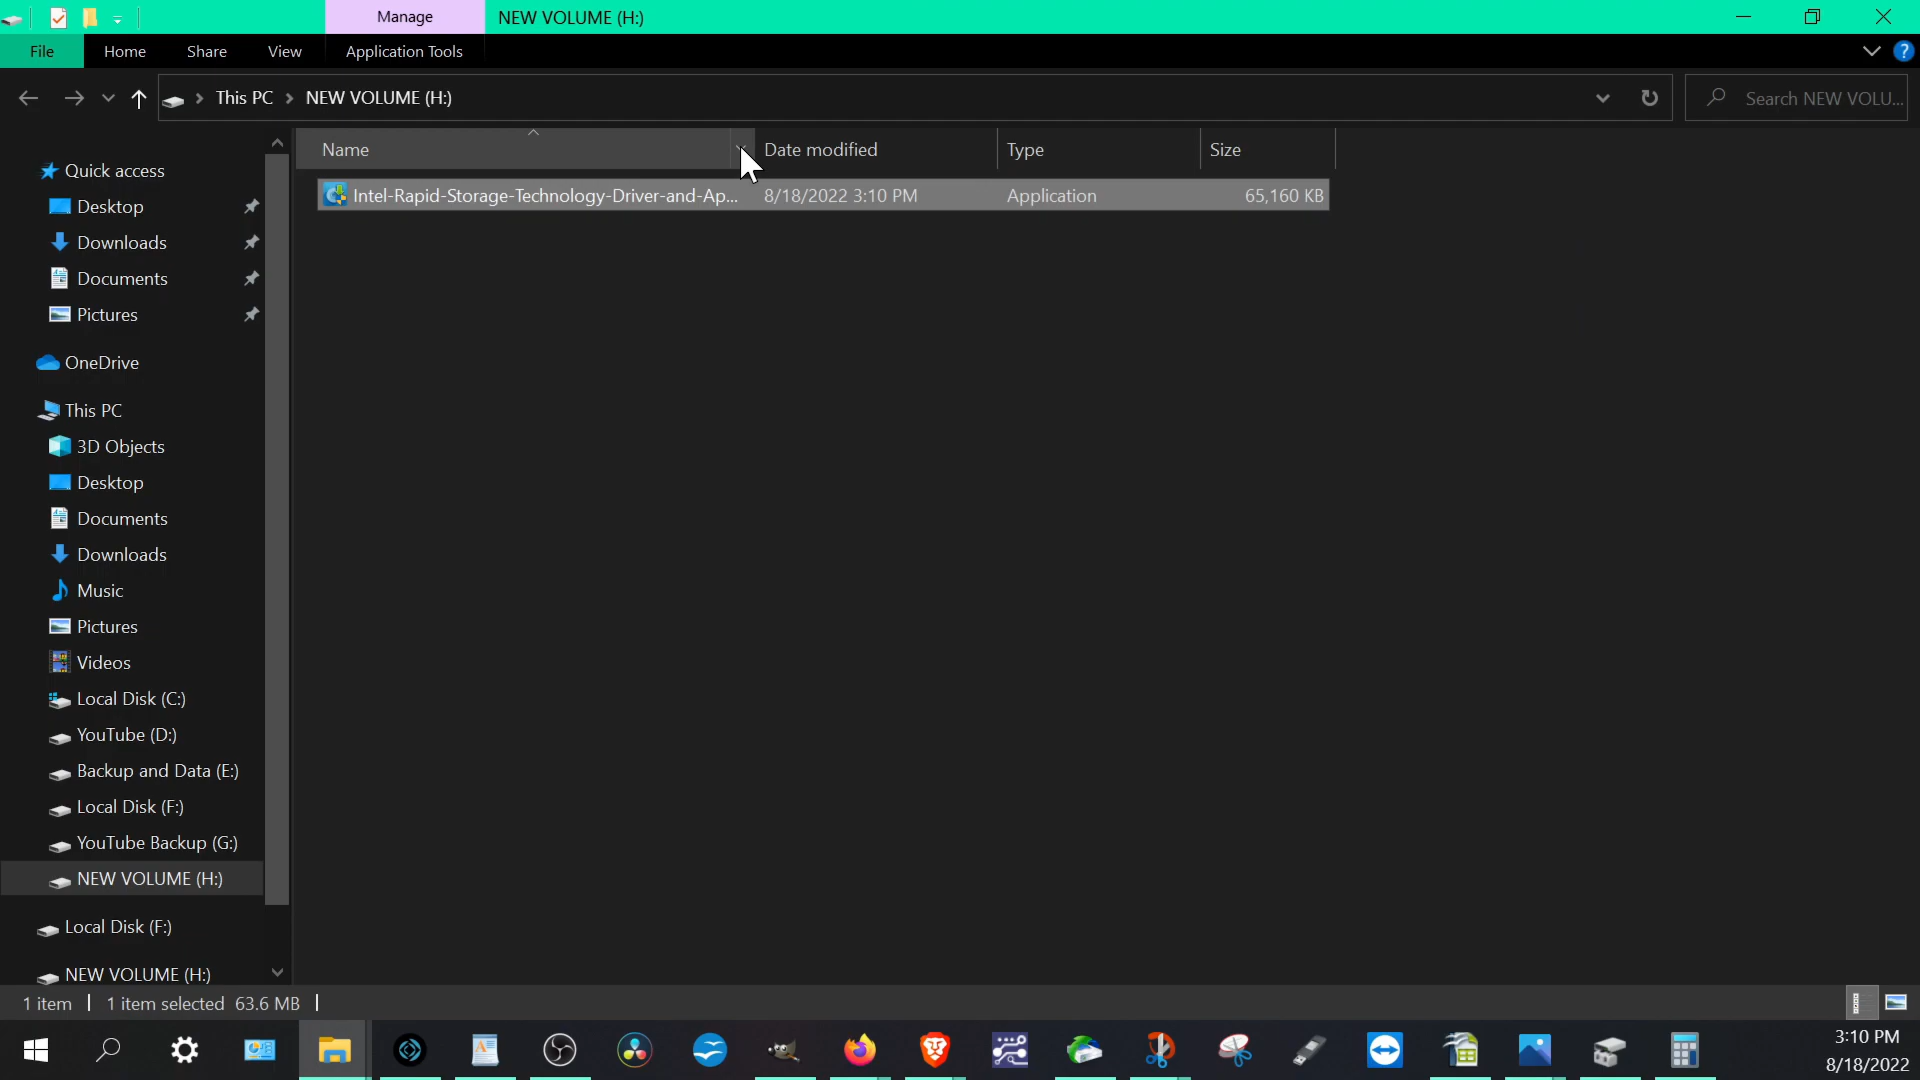 Manage
NEW VOLUME (H:)
File
Home
Share
View
Application Tools
?
This PC
NEW VOLUME (H:)
Search NEW VOLU...
Name
Date modified
Type
Size
Intel-Rapid-Storage-Technology-Driver-and-Ap...
8/18/2022 3:10 PM
Application
65,160 KB
Quick access
Desktop
Downloads
Documents
Pictures
OneDrive
This PC
3D Objects
Desktop
Documents
Downloads
Music
Pictures
Videos
Local Disk (C:)
YouTube (D:)
Backup and Data (E:)
Local Disk (F:)
YouTube Backup (G:)
NEW VOLUME (H:)
Local Disk (F:)
NEW VOLUME (H:)
1 item
1 item selected 63.6 MB
3:10 PM
8/18/2022